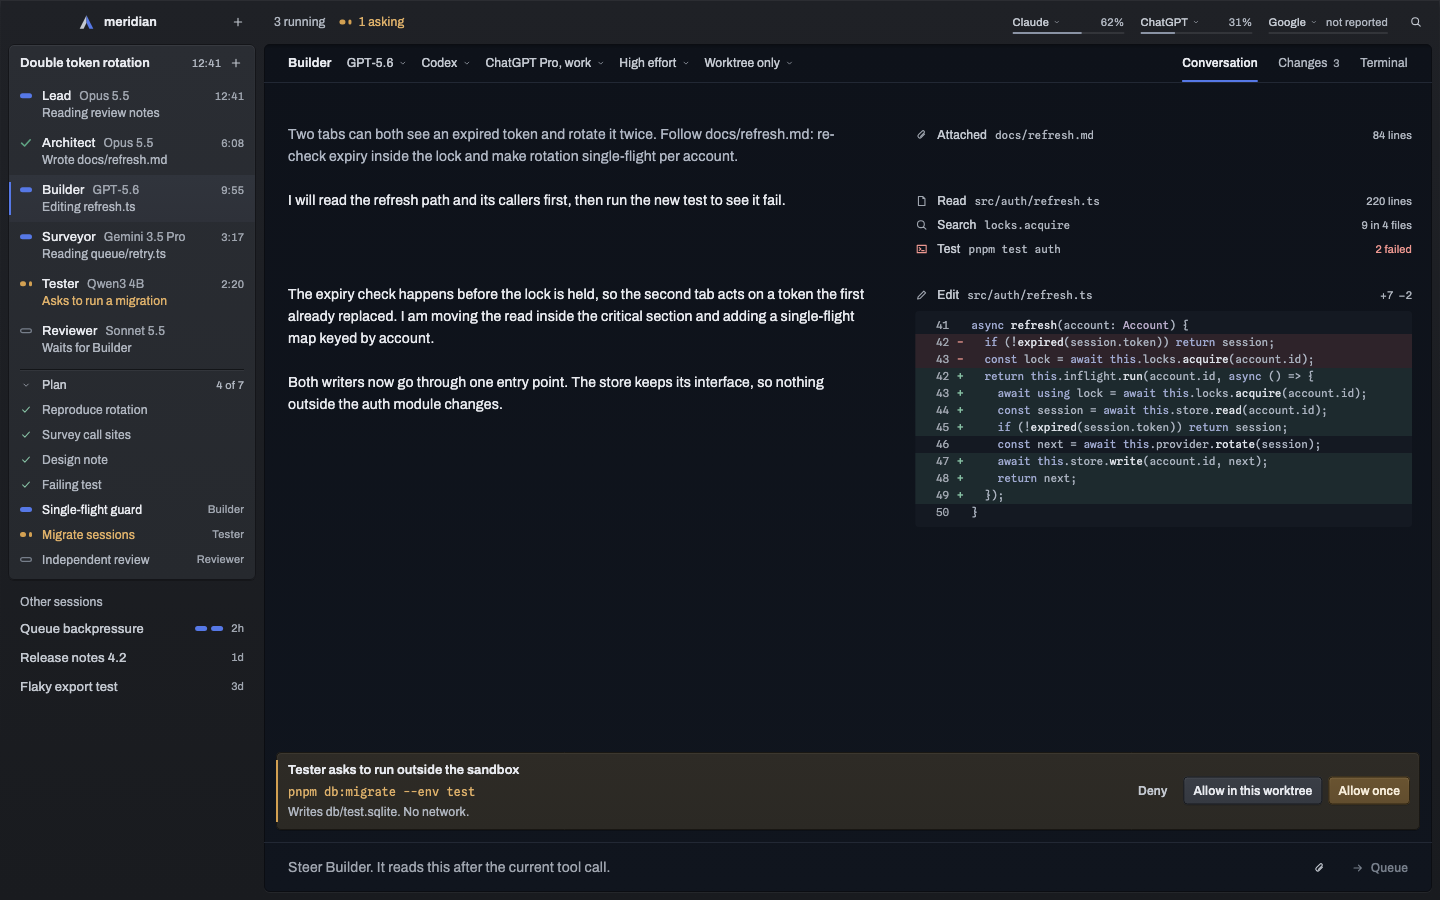 meridian
3 running
1 asking
Claude
62%
ChatGPT
31%
Google
not reported
Double token rotation
12:41
Lead Opus 5.5
12:41
Reading review notes
Architect Opus 5.5
6:08
Wrote docs/refresh.md
Builder GPT-5.6
9:55
Editing refresh.ts
Surveyor Gemini 3.5 Pro
3:17
Reading queue/retry.ts
Tester Qwen3 4B
2:20
Asks to run a migration
Reviewer Sonnet 5.5
Waits for Builder
Plan
4 of 7
Reproduce rotation
Survey call sites
Design note
Failing test
Single-flight guard
Builder
Migrate sessions
Tester
Independent review
Reviewer
Other sessions
Queue backpressure
2h
Release notes 4.2
1d
Flaky export test
3d
Builder
GPT-5.6
Codex
ChatGPT Pro, work
High effort
Worktree only
Conversation
Changes 3
Terminal
Two tabs can both see an expired token and rotate it twice. Follow docs/refresh.md: re-
check expiry inside the lock and make rotation single-flight per account.
Attached docs/refresh.md
84 lines
I will read the refresh path and its callers first, then run the new test to see it fail.
Read src/auth/refresh.ts
220 lines
Search locks.acquire
9 in 4 files
Test pnpm test auth
2 failed
The expiry check happens before the lock is held, so the second tab acts on a token the first
already replaced. I am moving the read inside the critical section and adding a single-flight
map keyed by account.
Both writers now go through one entry point. The store keeps its interface, so nothing
outside the auth module changes.
Edit src/auth/refresh.ts
+7 −2
41 async refresh(account: Account) {
42 − if (!expired(session.token)) return session;
43 − const lock = await this.locks.acquire(account.id);
42 + return this.inflight.run(account.id, async () => {
43 + await using lock = await this.locks.acquire(account.id);
44 + const session = await this.store.read(account.id);
45 + if (!expired(session.token)) return session;
46 const next = await this.provider.rotate(session);
47 + await this.store.write(account.id, next);
48 + return next;
49 + });
50 }
Tester asks to run outside the sandbox
pnpm db:migrate --env test
Writes db/test.sqlite. No network.
Deny
Allow in this worktree
Allow once
Steer Builder. It reads this after the current tool call.
Queue